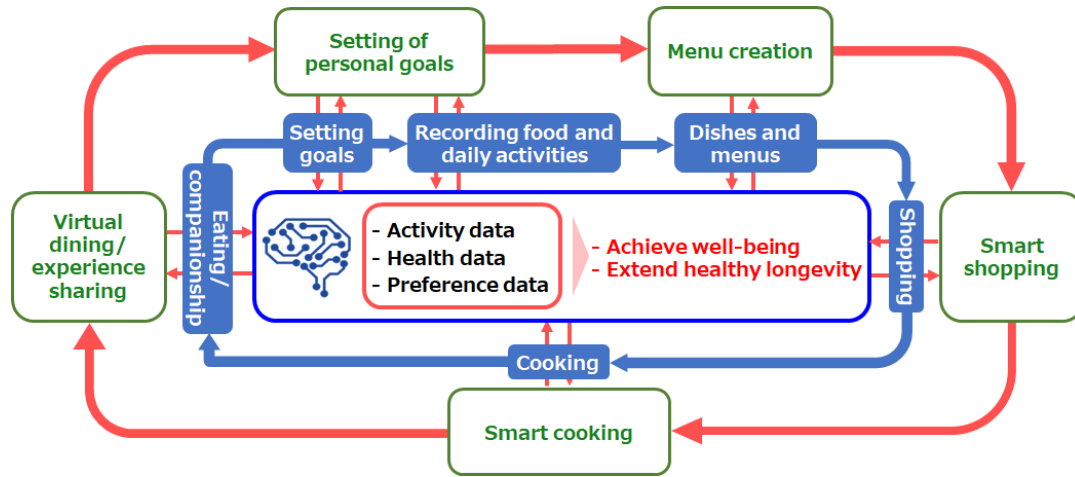 Setting of
personal goals
Menu creation
Setting
goals
Recording food and
daily activities
Dishes and
menus
Eating/
companionship
Virtual
dining/
experience
sharing
- Activity data
- Health data
- Preference data
- Achieve well-being
- Extend healthy longevity
Shopping
Smart
shopping
Cooking
Smart cooking